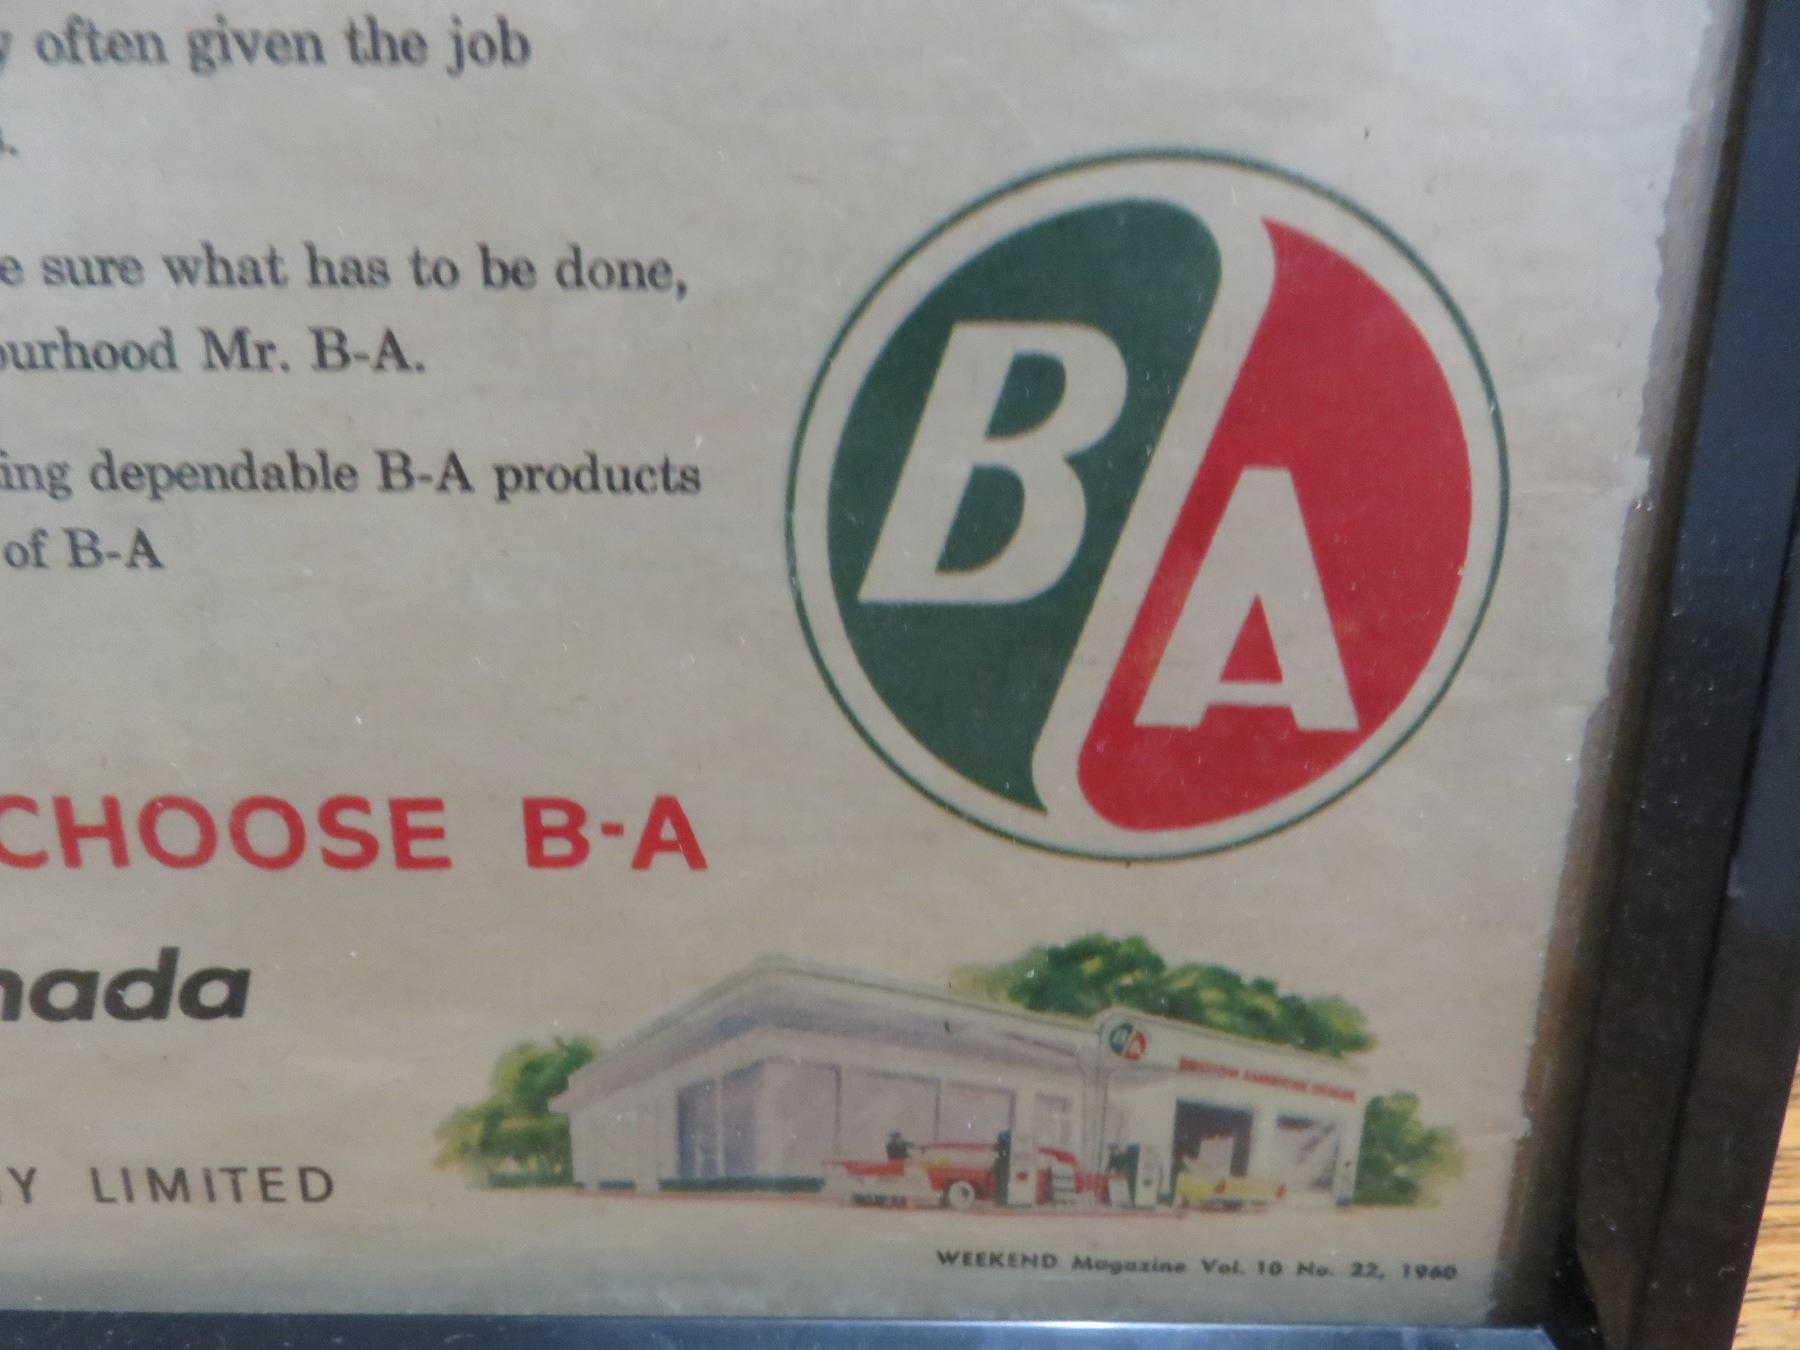 often given the job
sure what has to be done,
ourhood Mr. B-A.
ing dependable B-A products
of B-A
B A
CHOOSE B-A
nada
BA
Y LIMITED
WEEKEND Magazine Vol. 10 No. 22, 1960